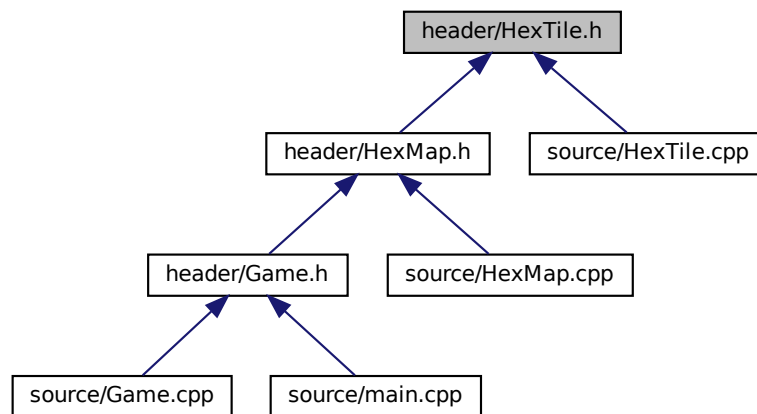 header/HexTile.h
header/HexMap.h
source/HexTile.cpp
header/Game.h
source/HexMap.cpp
source/Game.cpp
source/main.cpp